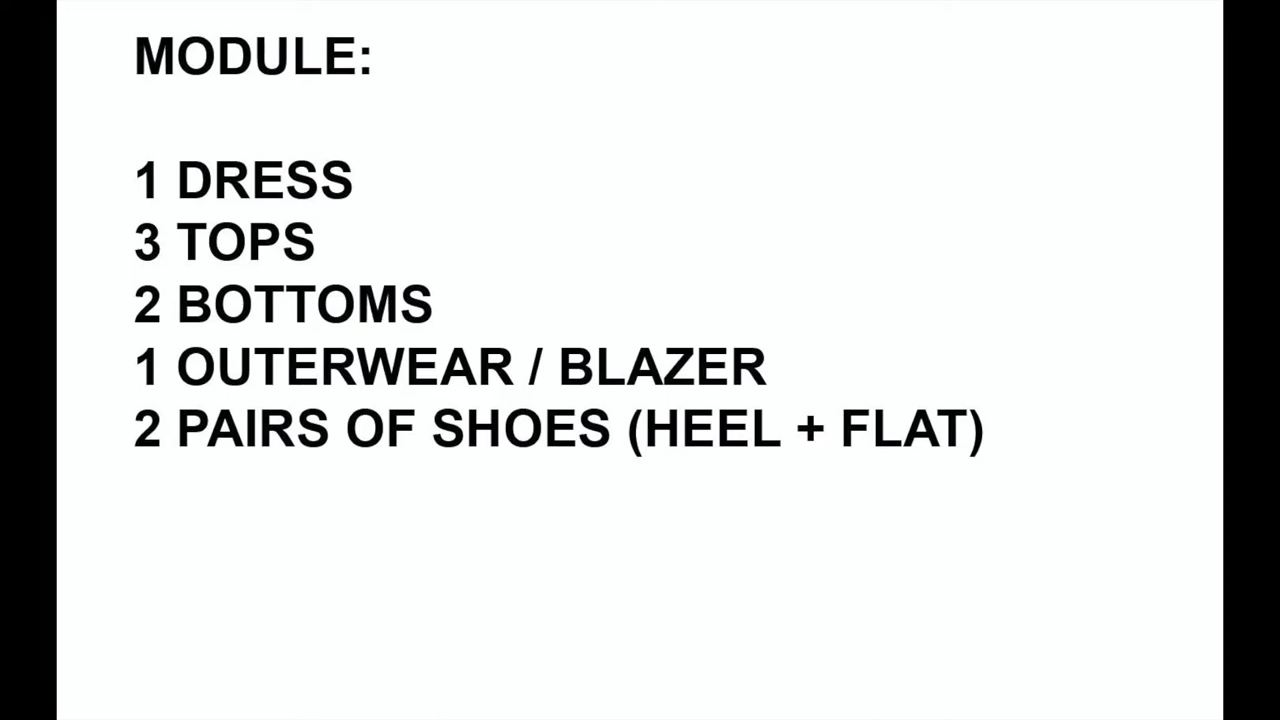 MODULE:
1 DRESS
3 TOPS
2 BOTTOMS
1 OUTERWEAR / BLAZER
2 PAIRS OF SHOES (HEEL + FLAT)